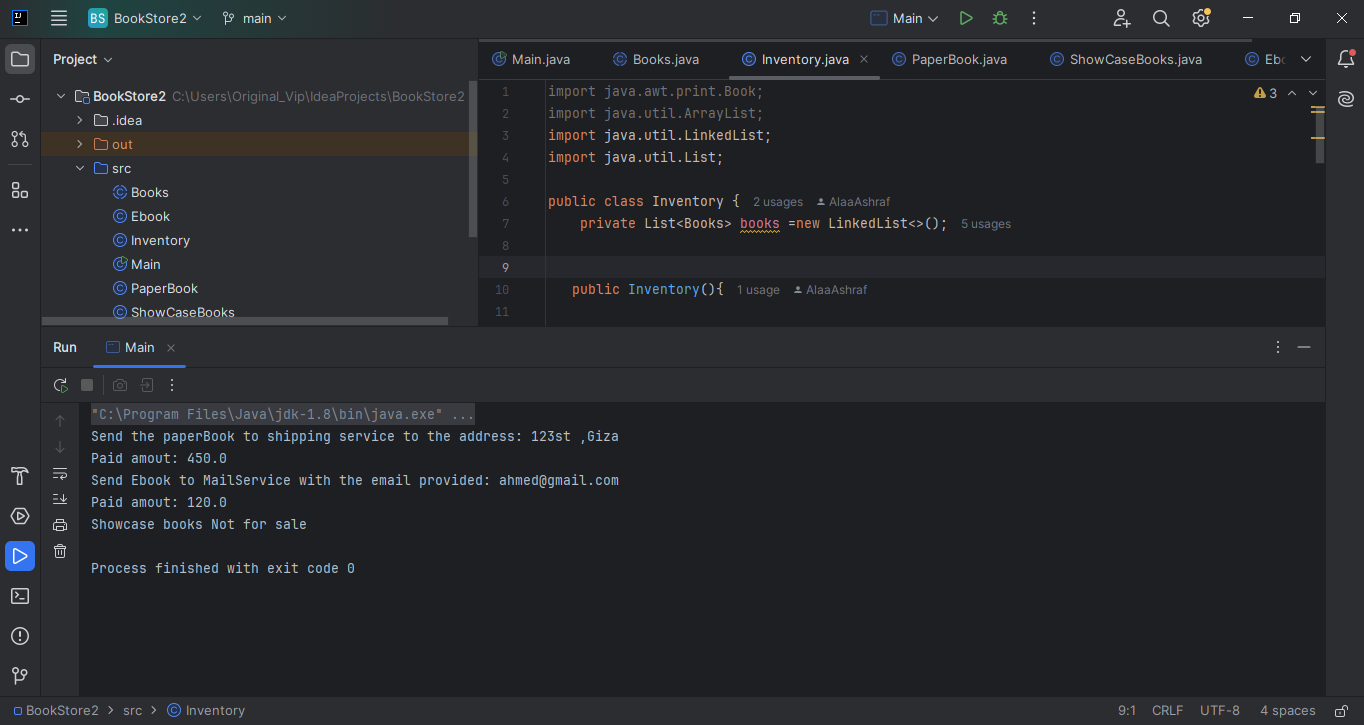 BS BookStore2 main Main
Project
Main.java Books.java Inventory.java PaperBook.java ShowCaseBooks.java
BookStore2 C:\Users\Original_Vip\IdeaProjects\BookStore2
.idea
out
src
Books
Ebook
Inventory
Main
PaperBook
ShowCaseBooks
3
1 import java.awt.print.Book;
2 import java.util.ArrayList;
3 import java.util.LinkedList;
4 import java.util.List;
5
6 public class Inventory { 2 usages AlaaAshraf
7 private List<Books> books =new LinkedList<>(); 5 usages
8
9
10 public Inventory(){ 1 usage AlaaAshraf
11
Run Main
"C:\Program Files\Java\jdk-1.8\bin\java.exe" ...
Send the paperBook to shipping service to the address: 123st ,Giza
Paid amout: 450.0
Send Ebook to MailService with the email provided: ahmed@gmail.com
Paid amout: 120.0
Showcase books Not for sale
Process finished with exit code 0
BookStore2 > src > Inventory 9:1 CRLF UTF-8 4 spaces